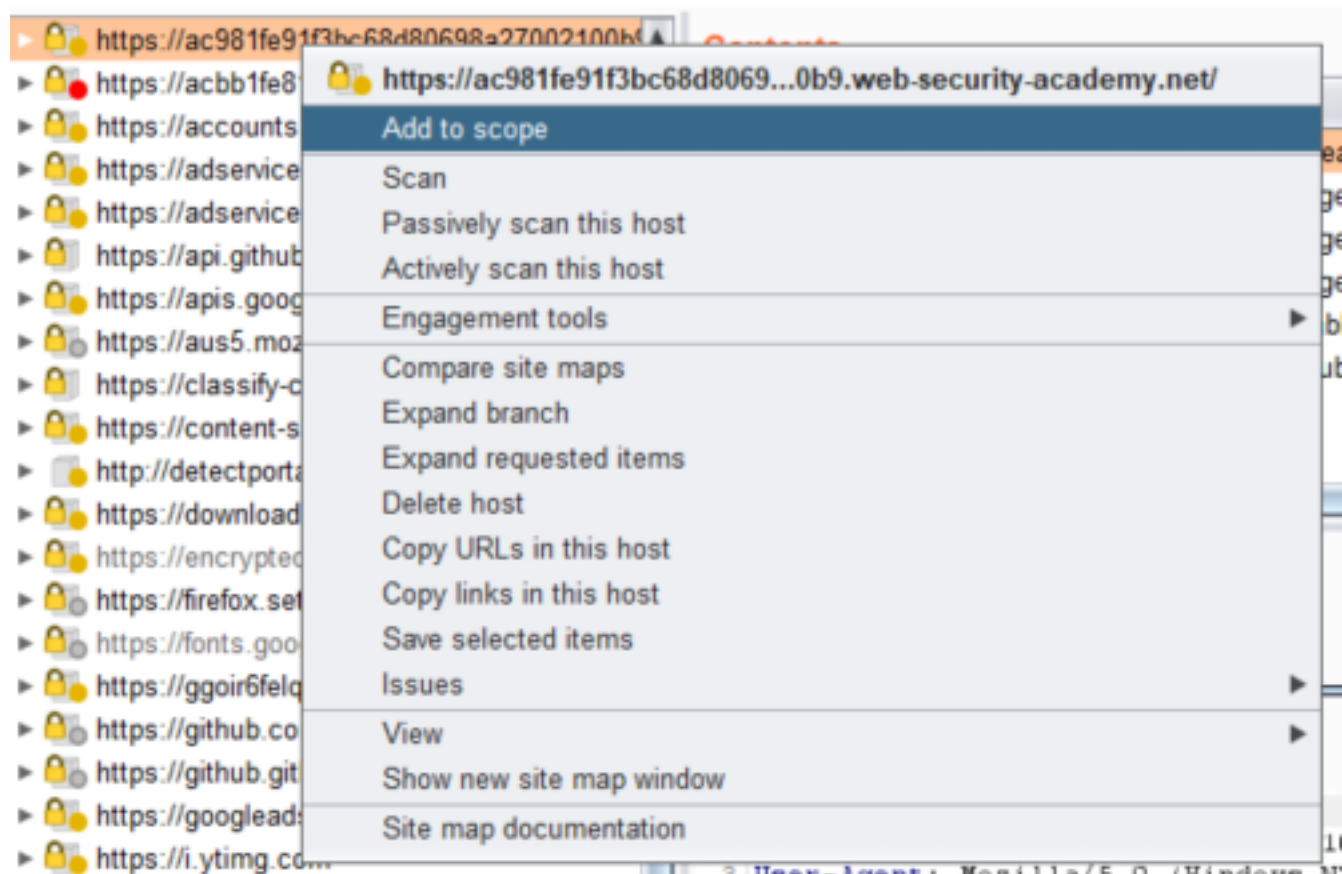 https://ac981fe91f3bc68d80698a27002100b9
Contents
https://ac981fe91f3bc68d8069...0b9.web-security-academy.net/
https://acbb1fe8
Add to scope
https://accounts
https://adservice
Scan
https://adservice
Passively scan this host
https://api.github
Actively scan this host
https://apis.goog
Engagement tools
https://aus5.moz
Compare site maps
https://classify-c
Expand branch
https://content-s
Expand requested items
http://detectporta
Delete host
https://download
Copy URLs in this host
https://encrypted
Copy links in this host
https://firefox.set
Save selected items
https://fonts.goo
Issues
https://ggoir6felq
View
https://github.co
Show new site map window
https://github.git
Site map documentation
https://googleads
https://i.ytimg.com
3 User-Agent: Mozilla/5.0 (Windows N